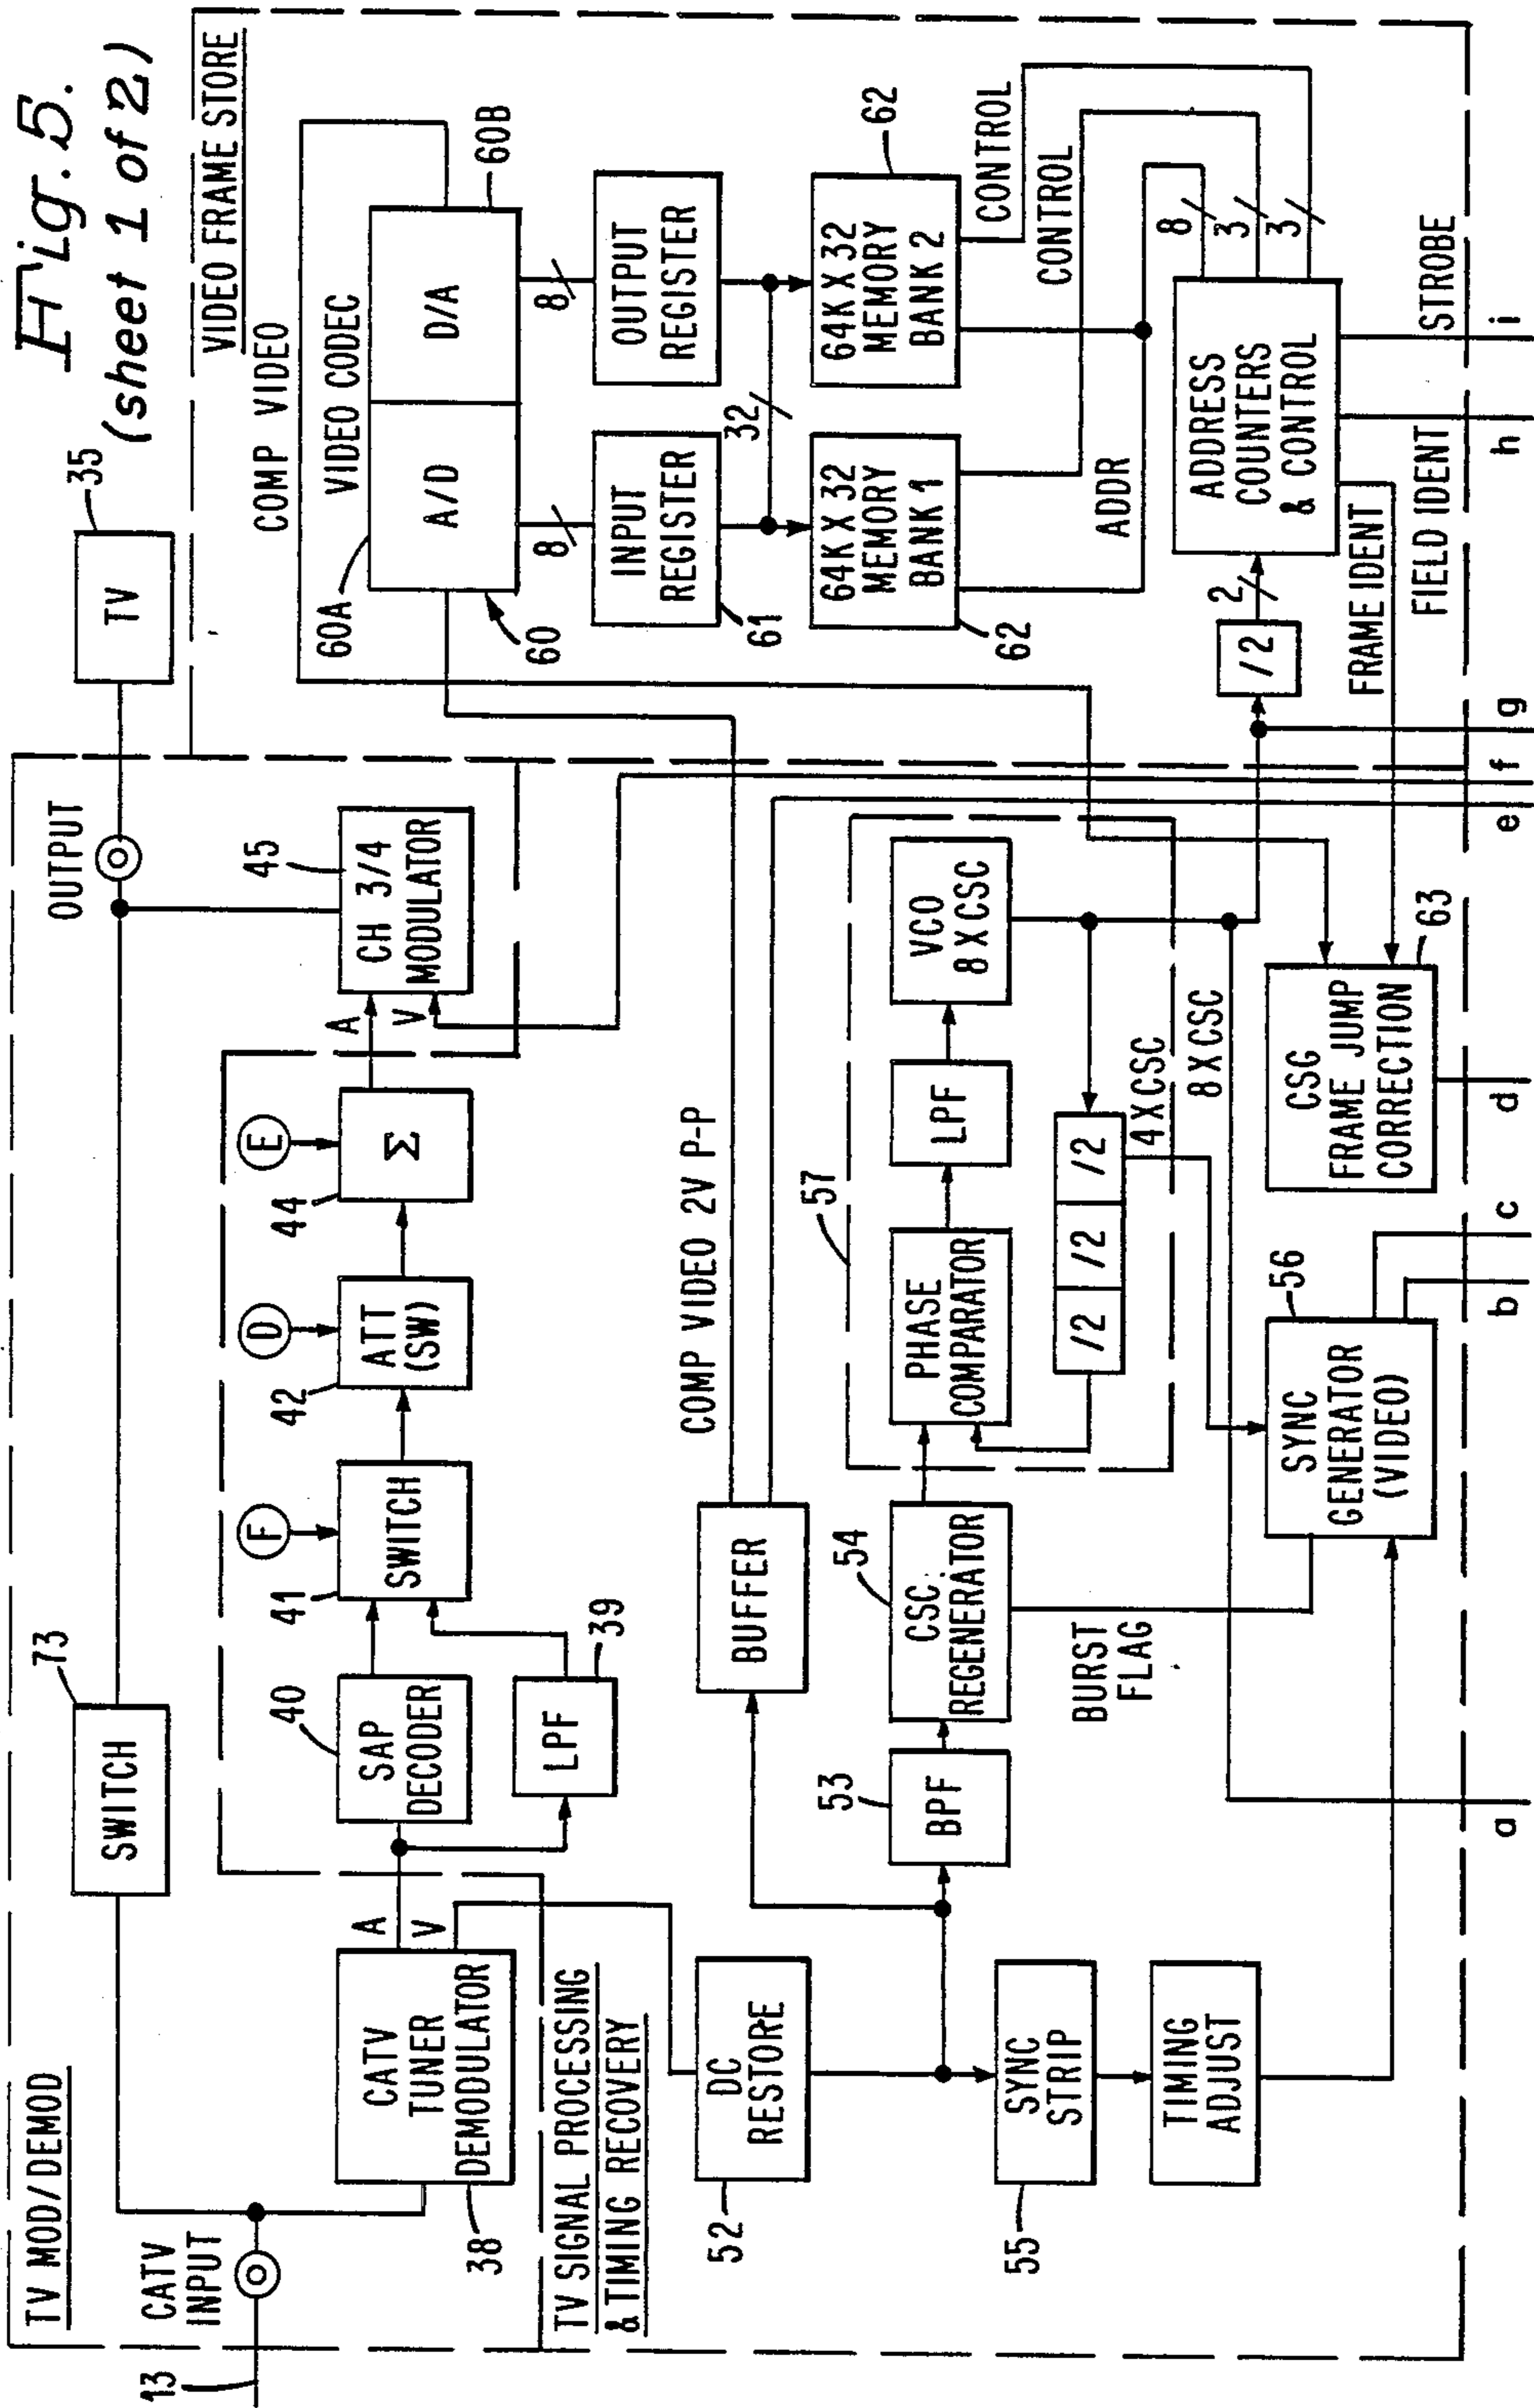 Fig. 5.
(sheet 1 of 2)
TV MOD/DEMOD
CATV
INPUT
13
SWITCH
73
OUTPUT
TV
35
CATV
TUNER
DEMODULATOR
38
A
V
SAP
DECODER
40
LPF
39
SWITCH
41
F
ATT
(SW)
42
D
Σ
44
E
A
V
CH 3/4
MODULATOR
45
TV SIGNAL PROCESSING
& TIMING RECOVERY
DC
RESTORE
52
BUFFER
COMP VIDEO 2V P-P
BPF
53
CSC
REGENERATOR
54
BURST
FLAG
57
PHASE
COMPARATOR
LPF
VCO
8 X CSC
/2
/2
/2
4 X CSC
8 X CSC
SYNC
STRIP
55
TIMING
ADJUST
SYNC
GENERATOR
(VIDEO)
56
CSG
FRAME JUMP
CORRECTION
63
VIDEO FRAME STORE
COMP VIDEO
VIDEO CODEC
60A
A/D
D/A
60B
60
8
8
INPUT
REGISTER
61
OUTPUT
REGISTER
32
64K X 32
MEMORY
BANK 1
62
64K X 32
MEMORY
BANK 2
62
CONTROL
CONTROL
ADDR
8
3
3
/2
2
ADDRESS
COUNTERS
& CONTROL
FRAME IDENT
FIELD IDENT
STROBE
a
b
c
d
e
f
g
h
i